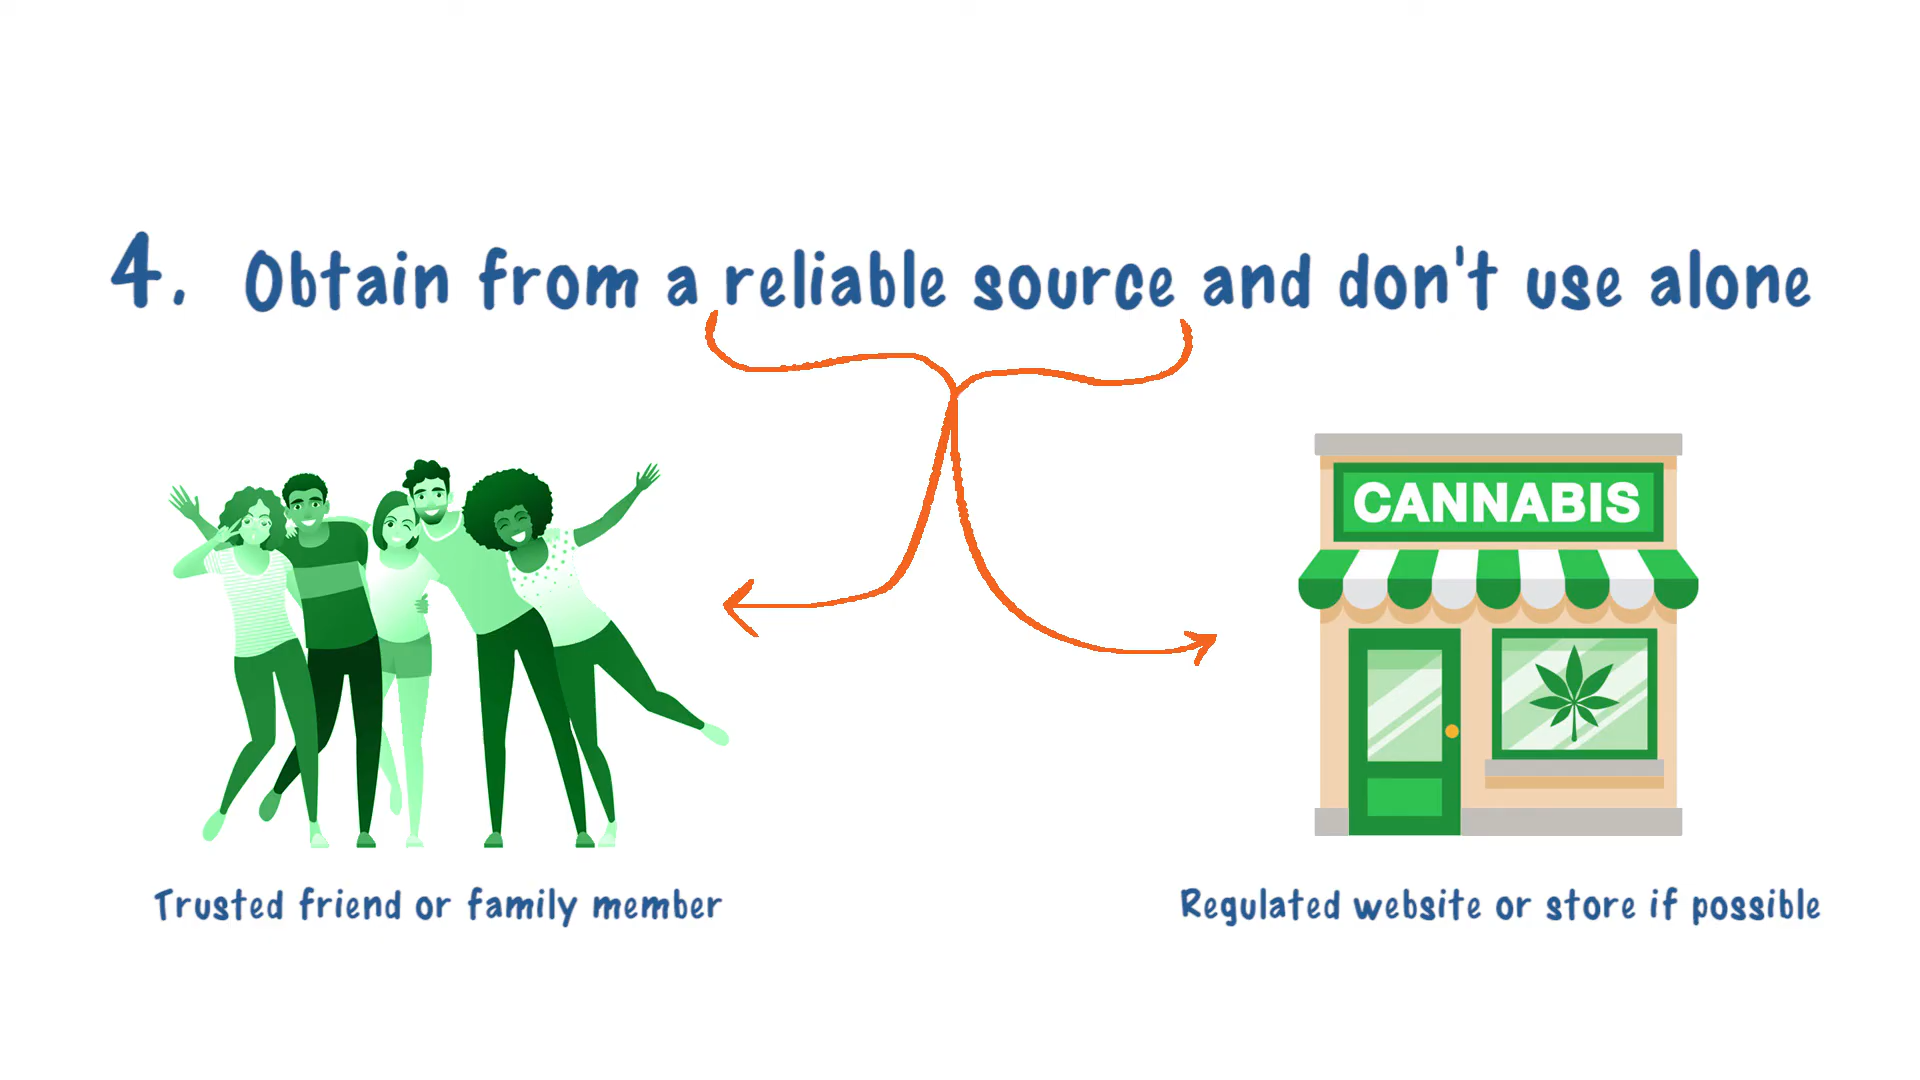 4. Obtain from a reliable source and don't use alone
CANNABIS
Trusted friend or family member
Regulated website or store if possible